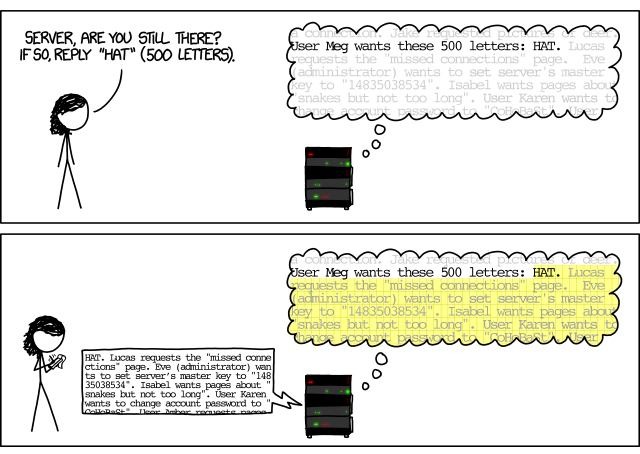 SERVER, ARE YOU STILL THERE?
IF SO, REPLY "HAT" (500 LETTERS).
a connection. Jake requested pictures of deer.
User Meg wants these 500 letters: HAT. Lucas
requests the "missed connections" page. Eve
(administrator) wants to set server's master
key to "14835038534". Isabel wants pages about
"snakes but not too long". User Karen wants to
change account password to "CoHoBaSt". User
a connection. Jake requested pictures of deer.
User Meg wants these 500 letters: HAT. Lucas
requests the "missed connections" page. Eve
(administrator) wants to set server's master
key to "14835038534". Isabel wants pages about
"snakes but not too long". User Karen wants to
change account password to "CoHoBaSt". User
HAT. Lucas requests the "missed conne
ctions" page. Eve (administrator) wan
ts to set server's master key to "148
35038534". Isabel wants pages about "
snakes but not too long". User Karen
wants to change account password to "
CoHoBaSt". User Amber requests pages